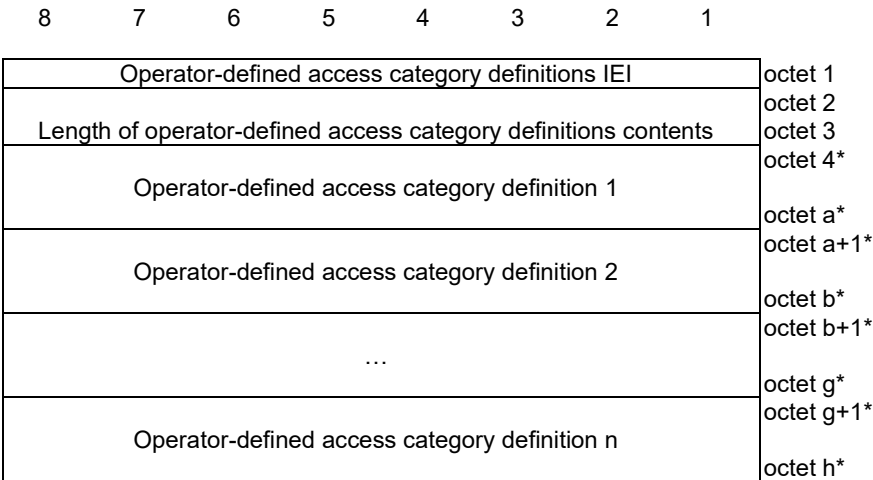 8 7 6 5 4 3 2 1
Operator-defined access category definitions IEI octet 1
octet 2
Length of operator-defined access category definitions contents octet 3
octet 4*
Operator-defined access category definition 1
octet a*
octet a+1*
Operator-defined access category definition 2
octet b*
octet b+1*
…
octet g*
octet g+1*
Operator-defined access category definition n
octet h*